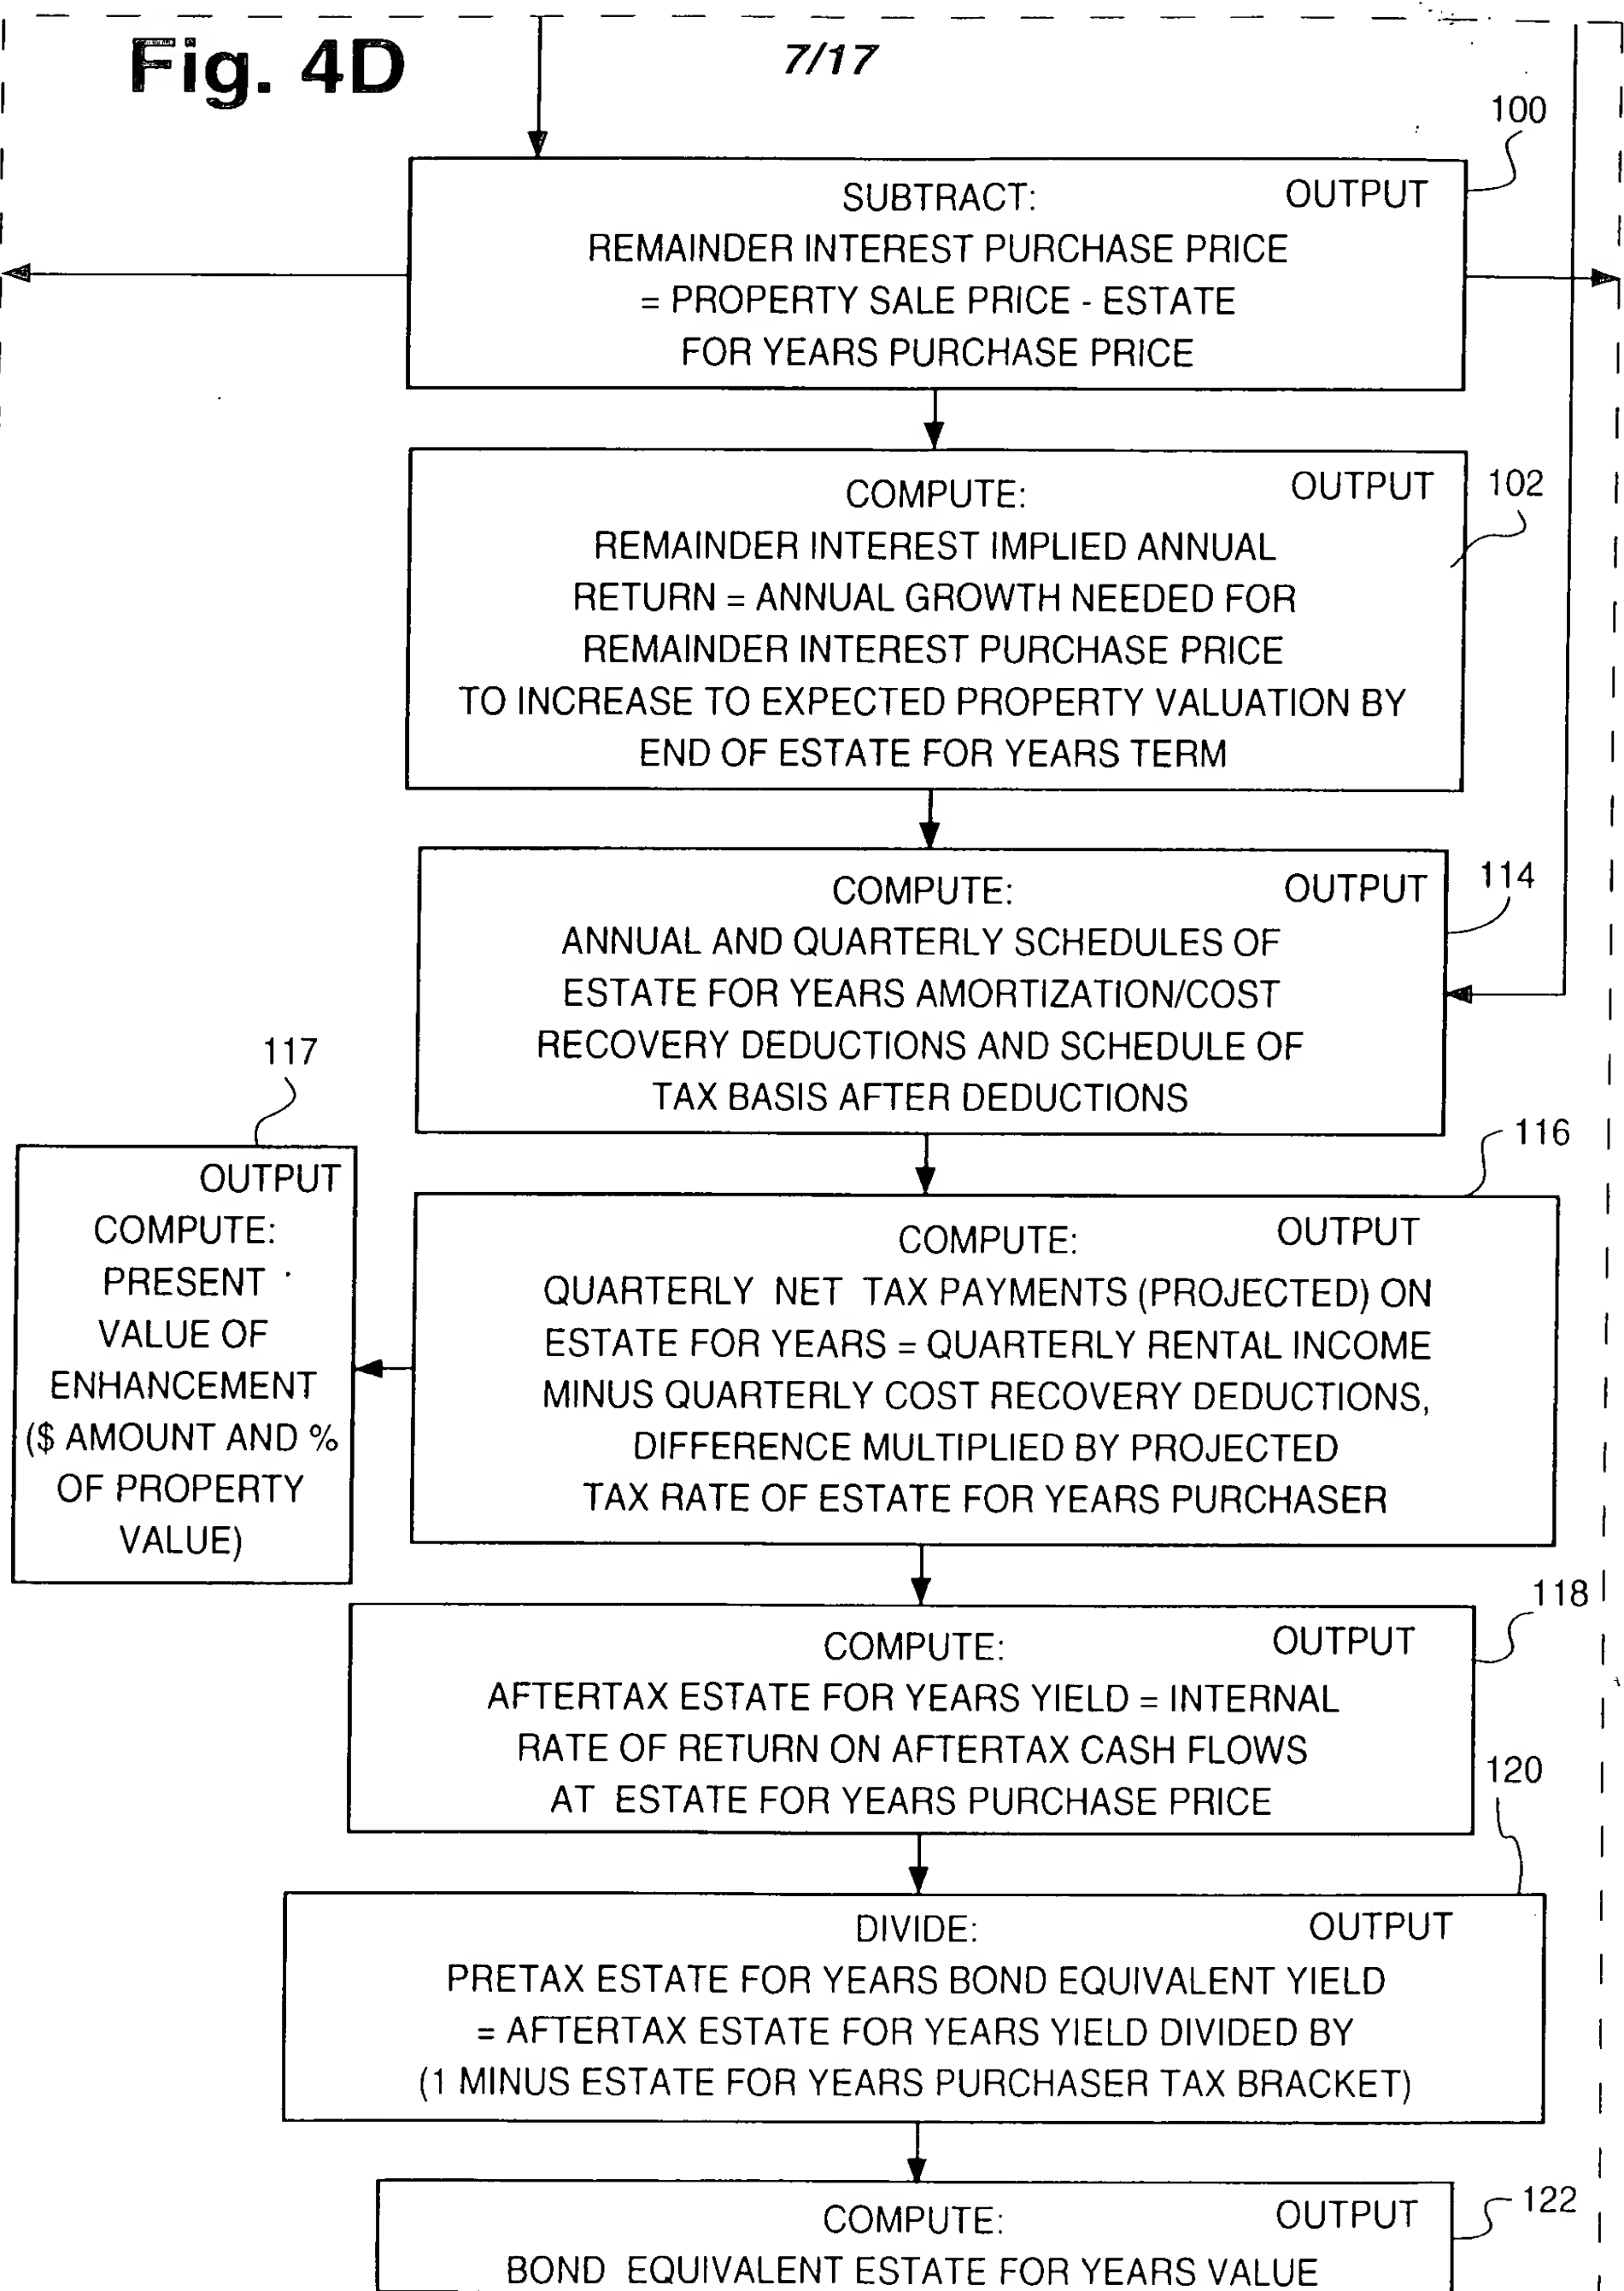 Fig. 4D
7/17
100
SUBTRACT: OUTPUT
REMAINDER INTEREST PURCHASE PRICE
= PROPERTY SALE PRICE - ESTATE
FOR YEARS PURCHASE PRICE
102
COMPUTE: OUTPUT
REMAINDER INTEREST IMPLIED ANNUAL
RETURN = ANNUAL GROWTH NEEDED FOR
REMAINDER INTEREST PURCHASE PRICE
TO INCREASE TO EXPECTED PROPERTY VALUATION BY
END OF ESTATE FOR YEARS TERM
114
COMPUTE: OUTPUT
ANNUAL AND QUARTERLY SCHEDULES OF
ESTATE FOR YEARS AMORTIZATION/COST
RECOVERY DEDUCTIONS AND SCHEDULE OF
TAX BASIS AFTER DEDUCTIONS
117
OUTPUT
COMPUTE:
PRESENT
VALUE OF
ENHANCEMENT
($ AMOUNT AND %
OF PROPERTY
VALUE)
116
COMPUTE: OUTPUT
QUARTERLY NET TAX PAYMENTS (PROJECTED) ON
ESTATE FOR YEARS = QUARTERLY RENTAL INCOME
MINUS QUARTERLY COST RECOVERY DEDUCTIONS,
DIFFERENCE MULTIPLIED BY PROJECTED
TAX RATE OF ESTATE FOR YEARS PURCHASER
118
COMPUTE: OUTPUT
AFTERTAX ESTATE FOR YEARS YIELD = INTERNAL
RATE OF RETURN ON AFTERTAX CASH FLOWS
AT ESTATE FOR YEARS PURCHASE PRICE
120
DIVIDE: OUTPUT
PRETAX ESTATE FOR YEARS BOND EQUIVALENT YIELD
= AFTERTAX ESTATE FOR YEARS YIELD DIVIDED BY
(1 MINUS ESTATE FOR YEARS PURCHASER TAX BRACKET)
122
COMPUTE: OUTPUT
BOND EQUIVALENT ESTATE FOR YEARS VALUE